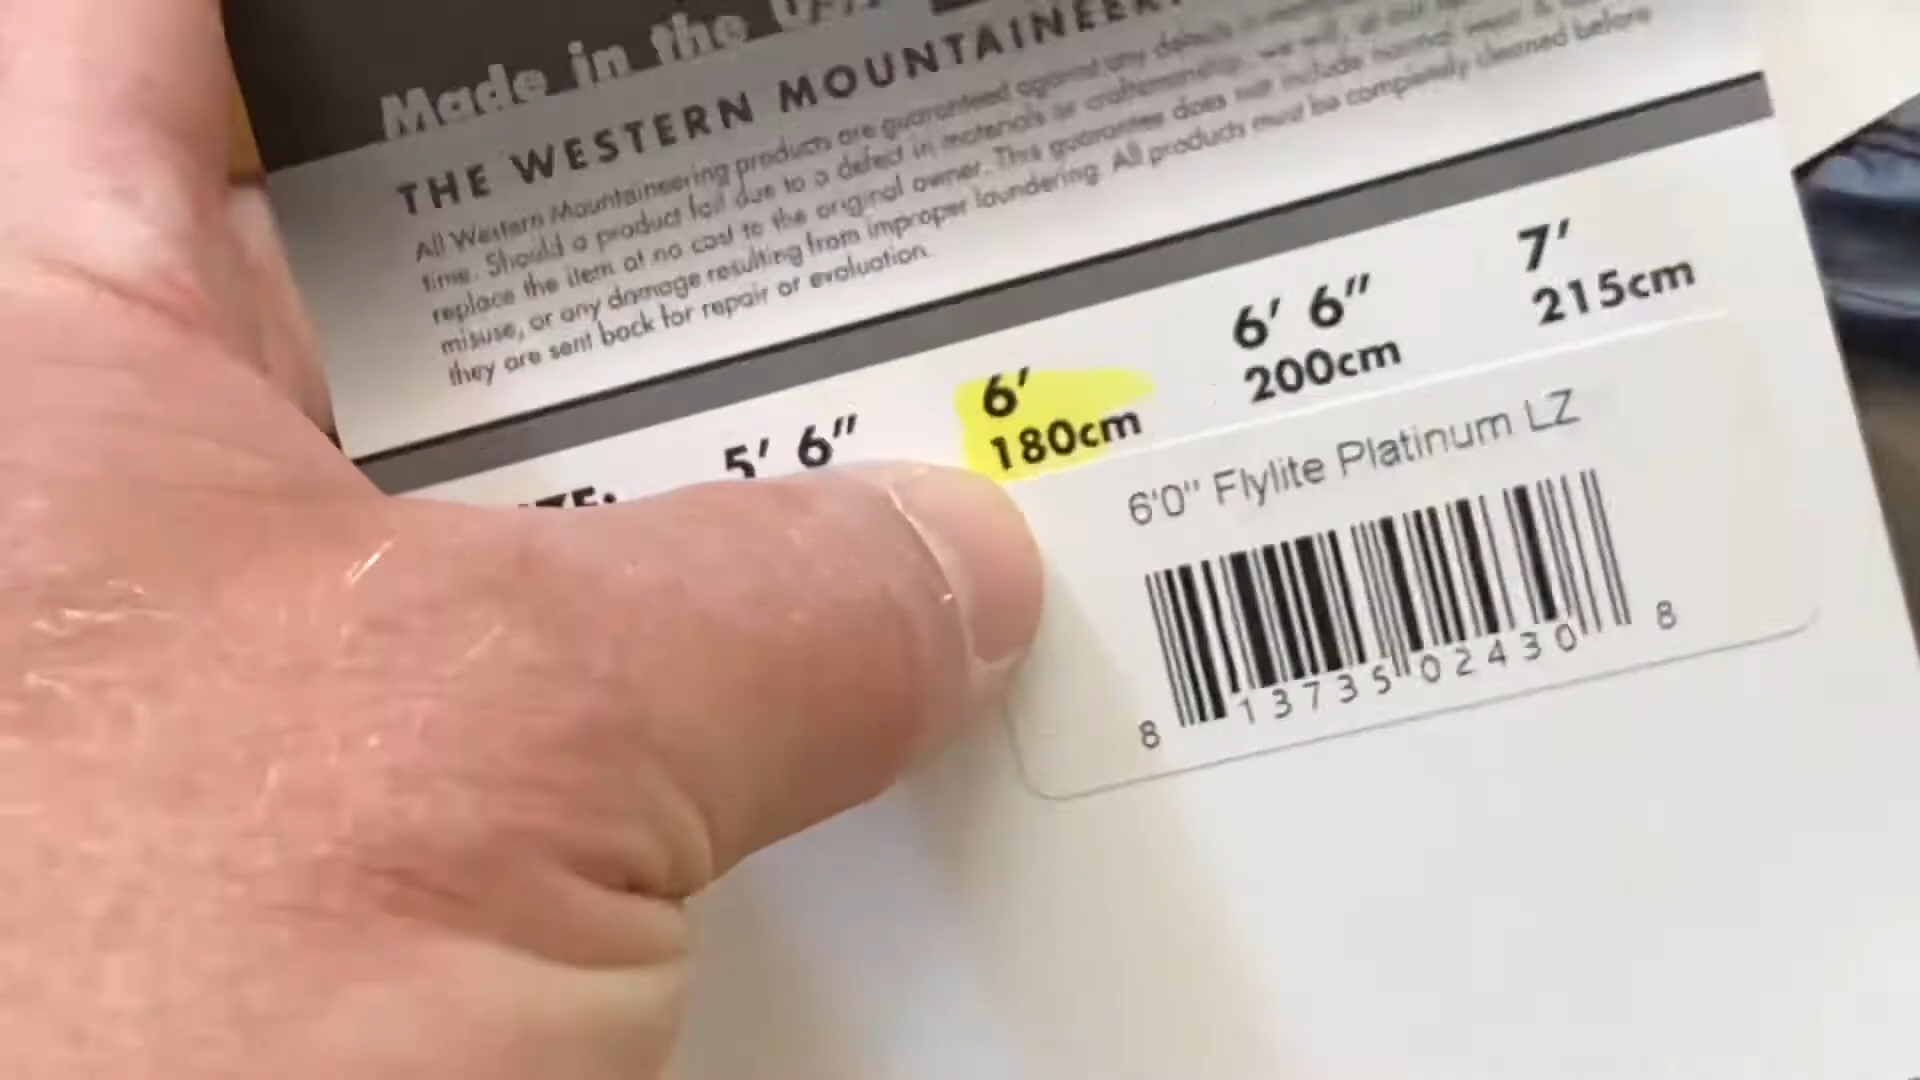 Made in the
THE WESTERN MOUNTAINEER
All Western Mountaineering products are guaranteed against any defects in
time. Should a product fail due to a defect in materials or craftsmanship, we will, at our
replace the item at no cost to the original owner. This guarantee does not include normal wear &
misuse, or any damage resulting from improper laundering. All products must be completely cleaned before
they are sent back for repair or evaluation.
5' 6" 6' 6' 6" 7'
180cm 200cm 215cm
6'0" Flylite Platinum LZ
8 13735 02430 8